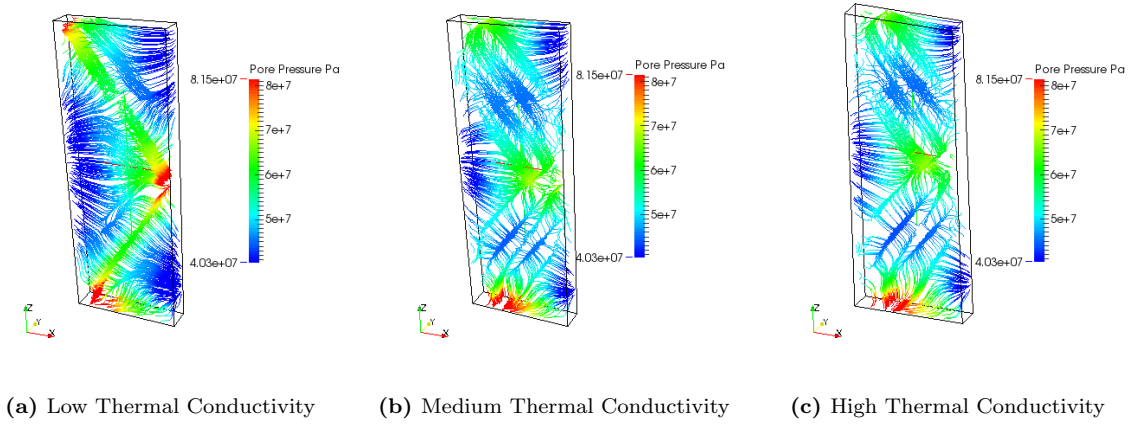 Pore Pressure Pa
8.15e+07
8e+7
7e+7
6e+7
5e+7
4.03e+07
Z
Y
X
Pore Pressure Pa
8.15e+07
8e+7
7e+7
6e+7
5e+7
4.03e+07
Z
Y
X
Pore Pressure Pa
8.15e+07
8e+7
7e+7
6e+7
5e+7
4.03e+07
Z
Y
X
(a) Low Thermal Conductivity
(b) Medium Thermal Conductivity
(c) High Thermal Conductivity